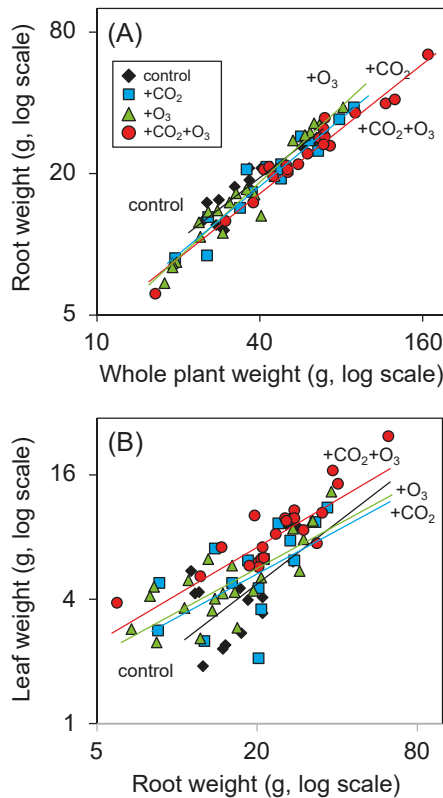 80
(A)
control
+CO₂
+O₃
+CO₂+O₃
+O₃
+CO₂
+CO₂+O₃
20
control
5
10
40
160
Root weight (g, log scale)
Whole plant weight (g, log scale)
(B)
+CO₂+O₃
16
+O₃
+CO₂
4
control
1
5
20
80
Leaf weight (g, log scale)
Root weight (g, log scale)